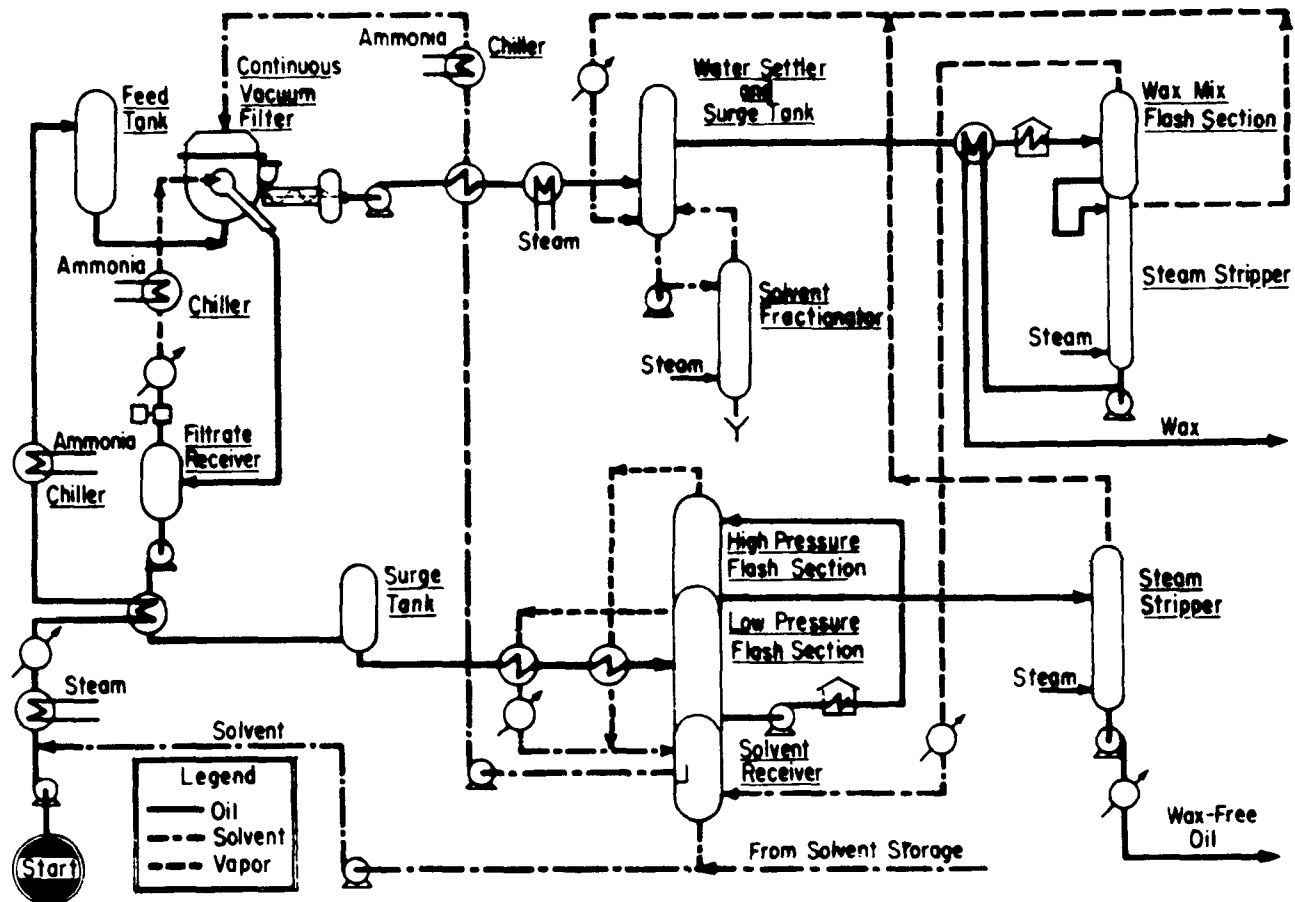 Ammonia
Chiller
Continuous
Vacuum
Filter
Feed
Tank
Water Settler
and
Surge Tank
Wax Mix
Flash Section
Steam
Ammonia
Chiller
Solvent
Fractionator
Steam Stripper
Steam
Steam
Wax
Ammonia
Chiller
Filtrate
Receiver
High Pressure
Flash Section
Surge
Tank
Low Pressure
Flash Section
Steam
Stripper
Steam
Steam
Solvent
Solvent
Receiver
Legend
Oil
Solvent
Vapor
Wax-Free
Oil
From Solvent Storage
Start